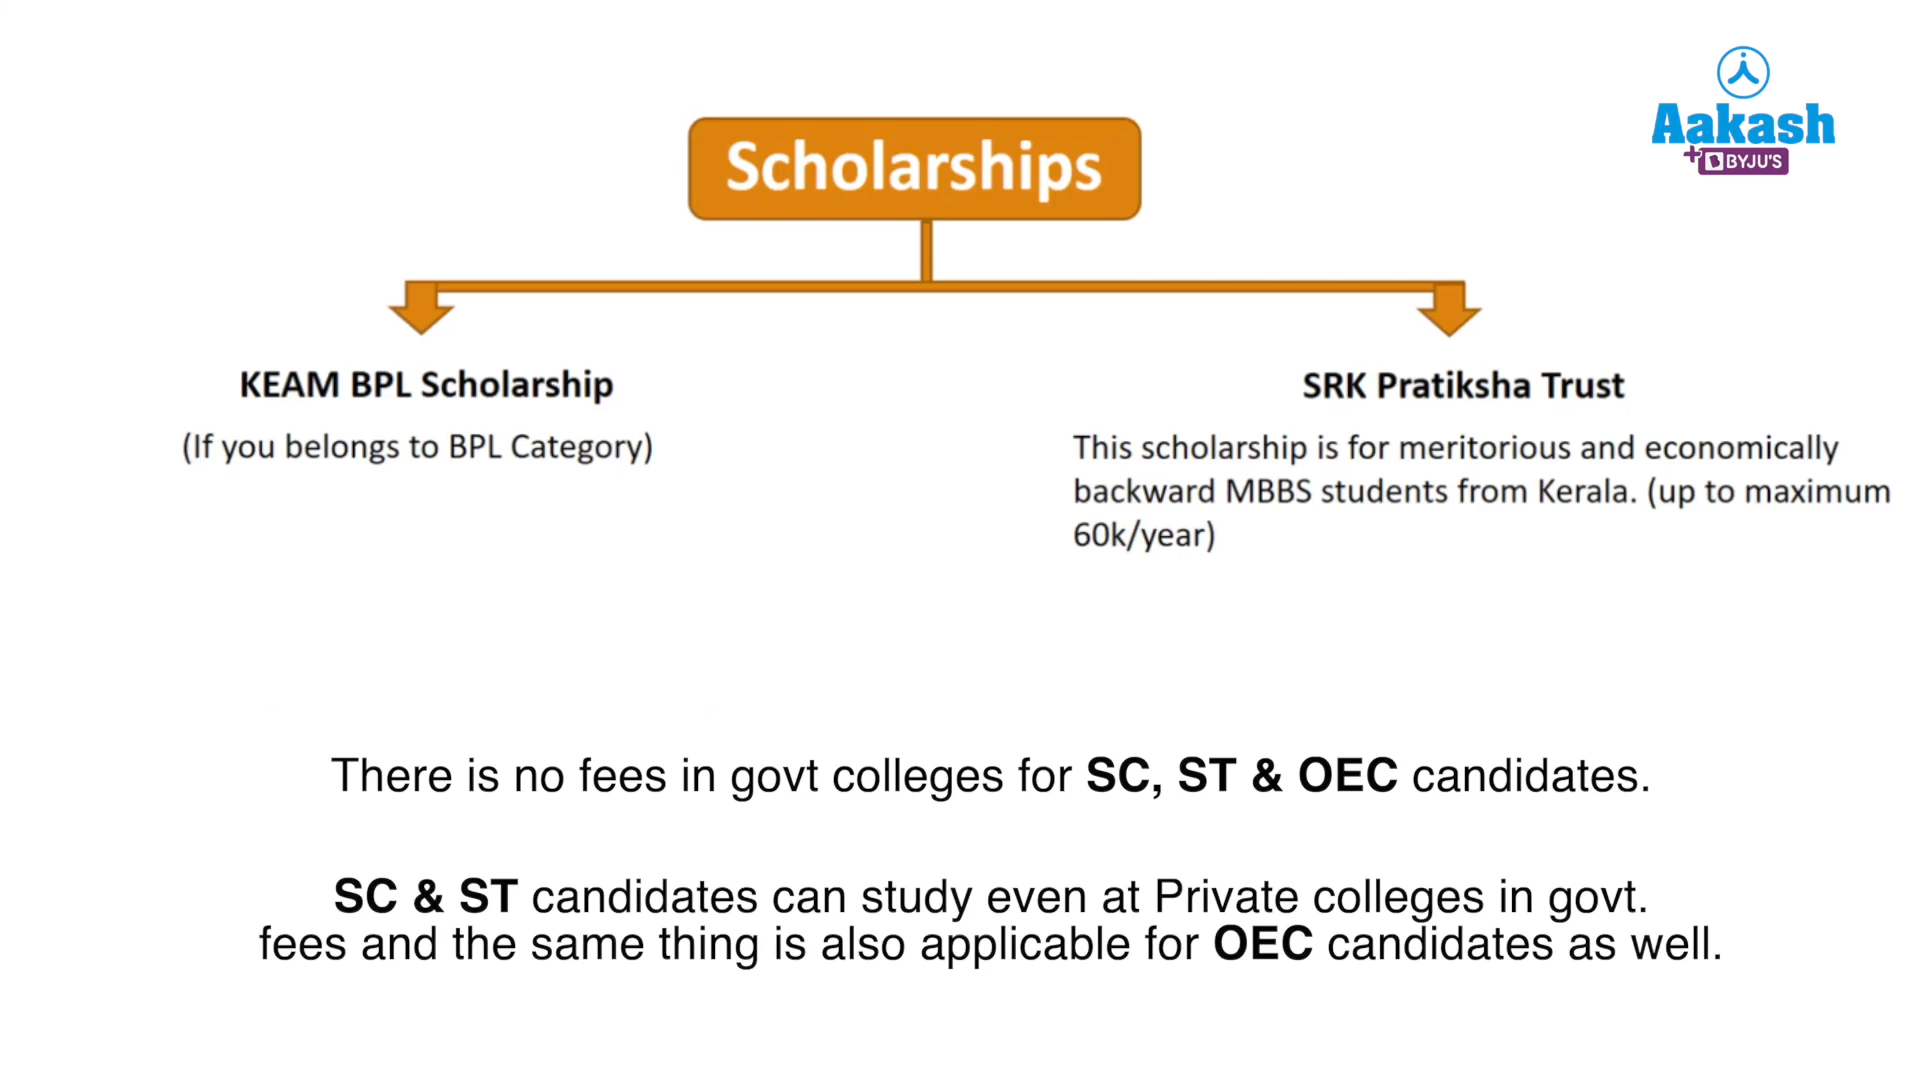 Aakash
+ BYJU'S
Scholarships
KEAM BPL Scholarship
(If you belongs to BPL Category)
SRK Pratiksha Trust
This scholarship is for meritorious and economically
backward MBBS students from Kerala. (up to maximum
60k/year)
There is no fees in govt colleges for SC, ST & OEC candidates.
SC & ST candidates can study even at Private colleges in govt.
fees and the same thing is also applicable for OEC candidates as well.